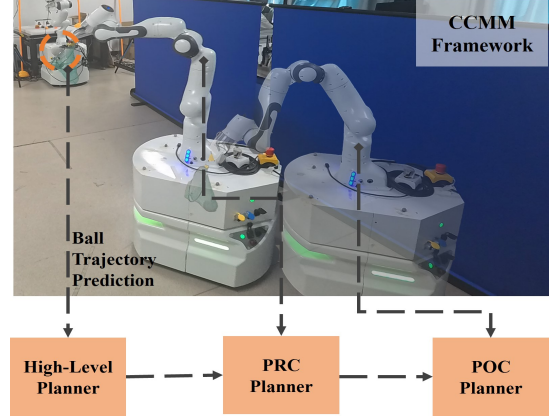 CCMM
Framework
Ball
Trajectory
Prediction
High-Level
Planner
PRC
Planner
POC
Planner